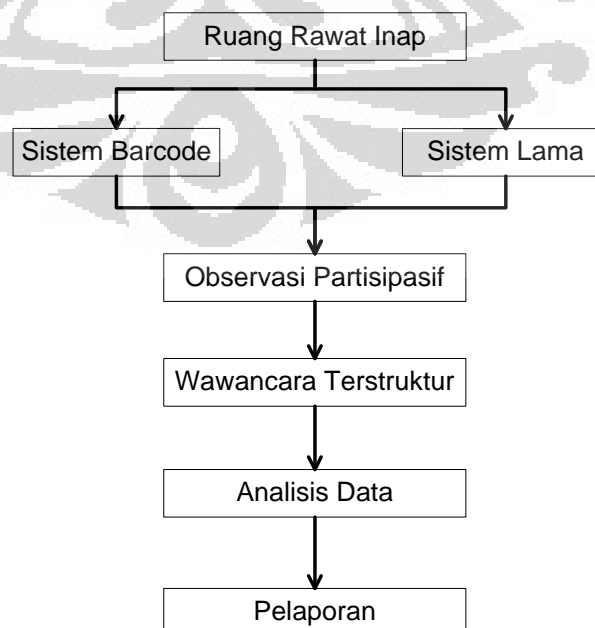 Ruang Rawat Inap
Sistem Barcode
Sistem Lama
Observasi Partisipasif
Wawancara Terstruktur
Analisis Data
Pelaporan